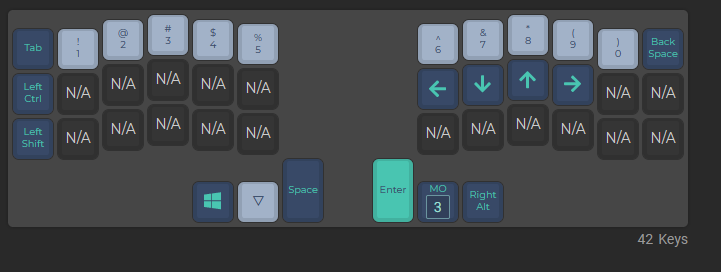 Tab
!
1
@
2
#
3
$
4
%
5
^
6
&
7
*
8
(
9
)
0
Back
Space
Left
Ctrl
N/A
N/A
N/A
N/A
N/A
←
↓
↑
→
N/A
N/A
Left
Shift
N/A
N/A
N/A
N/A
N/A
N/A
N/A
N/A
N/A
N/A
N/A
▽
Space
Enter
MO
3
Right
Alt
42 Keys